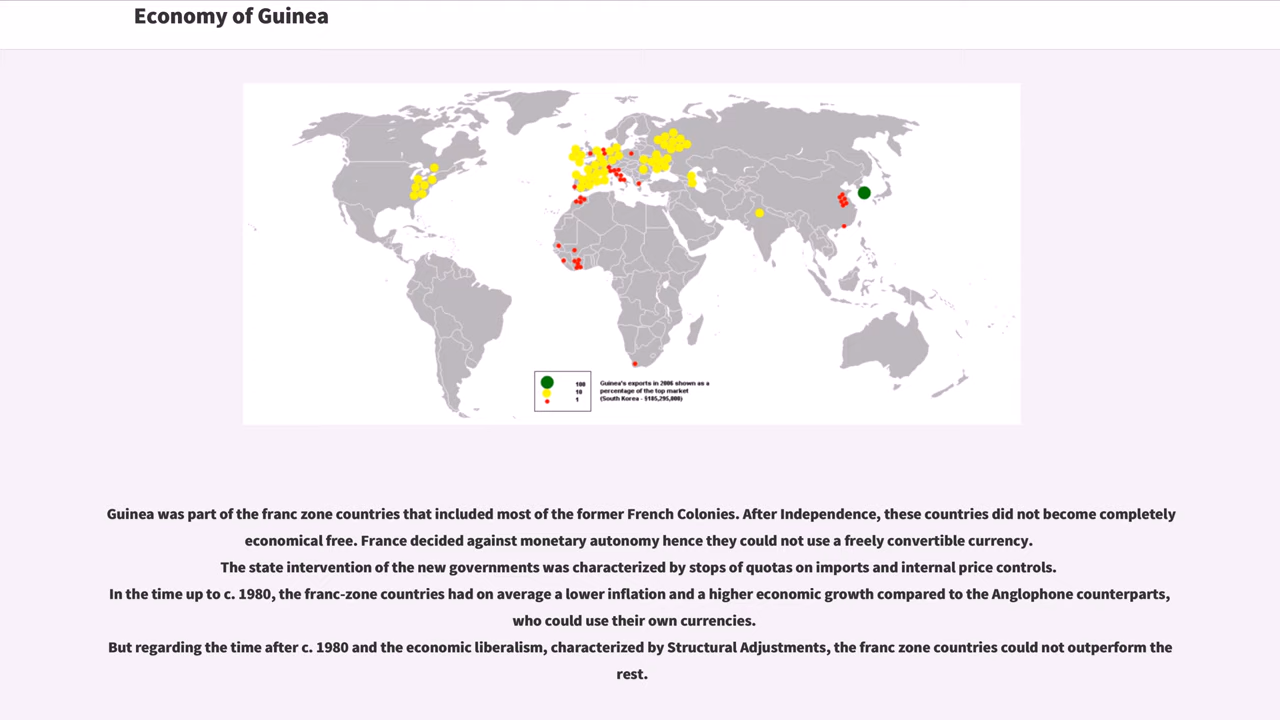 Economy of Guinea
100
10
1
Guinea's exports in 2006 shown as a
percentage of the top market
(South Korea - $185,295,000)
Guinea was part of the franc zone countries that included most of the former French Colonies. After Independence, these countries did not become completely
economical free. France decided against monetary autonomy hence they could not use a freely convertible currency.
The state intervention of the new governments was characterized by stops of quotas on imports and internal price controls.
In the time up to c. 1980, the franc-zone countries had on average a lower inflation and a higher economic growth compared to the Anglophone counterparts,
who could use their own currencies.
But regarding the time after c. 1980 and the economic liberalism, characterized by Structural Adjustments, the franc zone countries could not outperform the
rest.